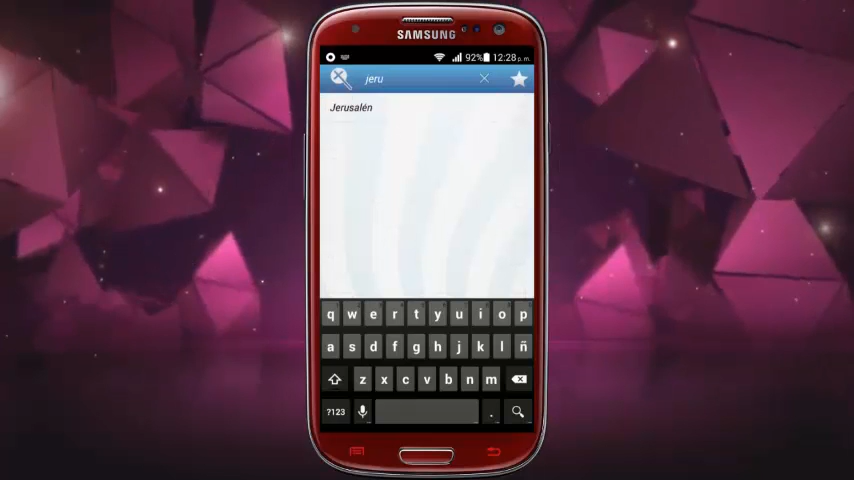 SAMSUNG
92% 12:28 p.m.
jeru
Jerusalén
q w e r t y u i o p
a s d f g h j k l ñ
z x c v b n m
?123 .